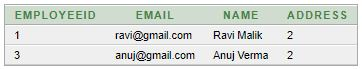 EMPLOYEEID EMAIL NAME ADDRESS
1 ravi@gmail.com Ravi Malik 2
3 anuj@gmail.com Anuj Verma 2